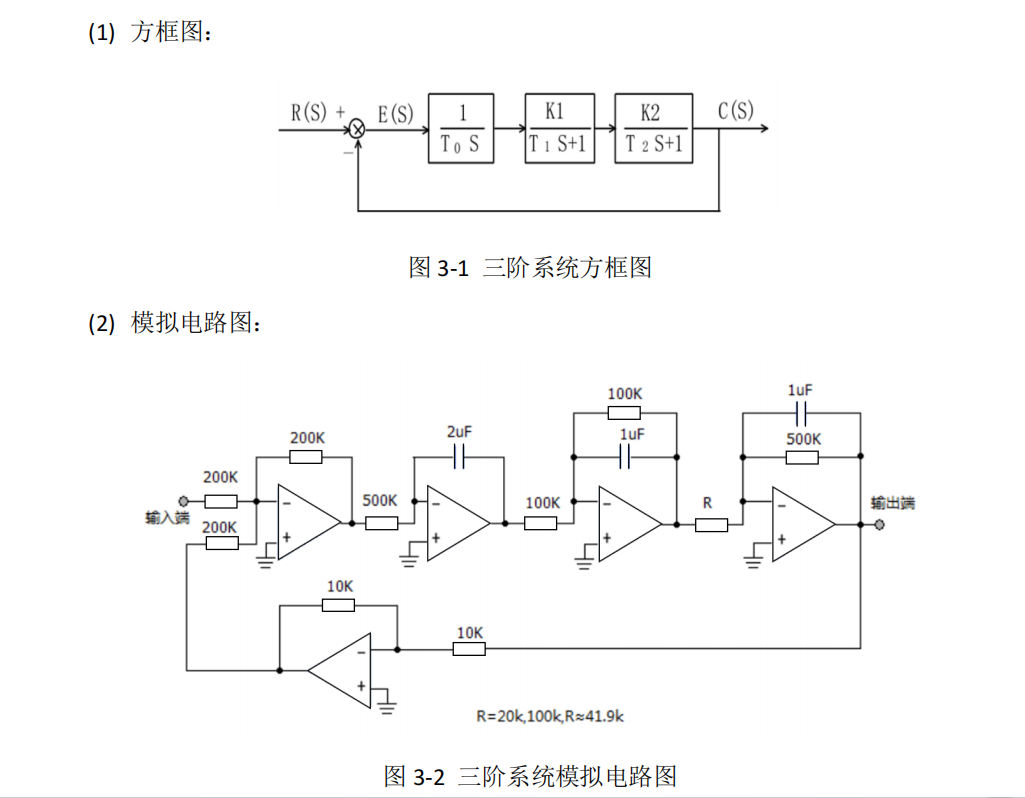 (1) 方框图：
R(S) + E(S) 1 K1 K2 C(S)
T₀ S T₁ S+1 T₂ S+1
−
图 3-1 三阶系统方框图
(2) 模拟电路图：
100K 1uF
200K 2uF 1uF 500K
200K 500K 100K R 输出端
输入端 200K
− + − + − + − +
10K
10K
− +
R=20k,100k,R≈41.9k
图 3-2 三阶系统模拟电路图